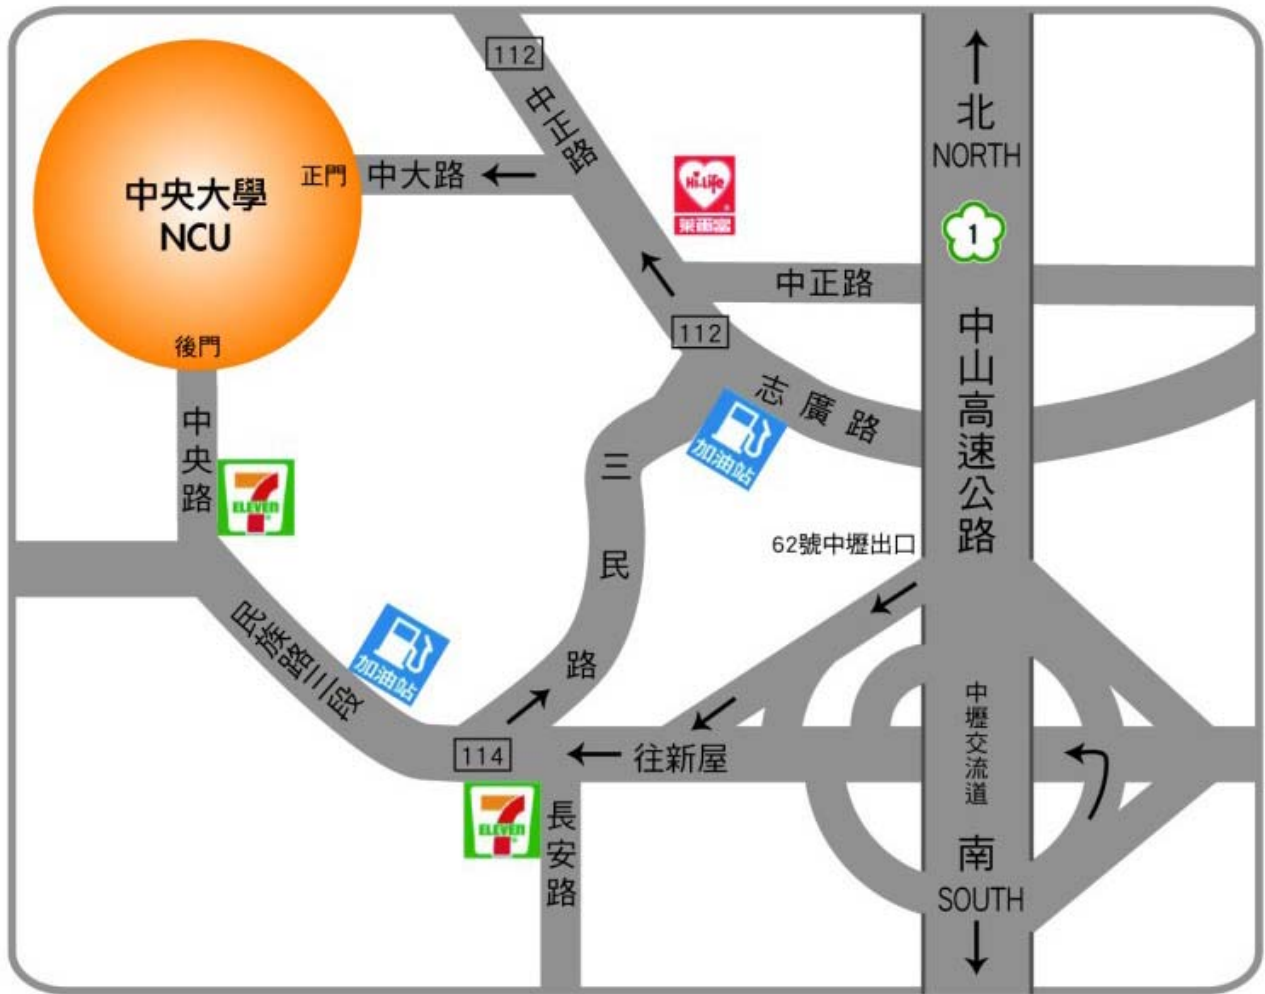 112
中正路
北
NORTH
正門
中大路
中央大學
NCU
Hi-Life
萊爾富
1
中正路
112
後門
中山高速公路
志廣路
加油站
中央路
三民路
7
ELEVEN
62號中壢出口
民族路三段
加油站
中壢交流道
114
往新屋
7
ELEVEN
長安路
南
SOUTH